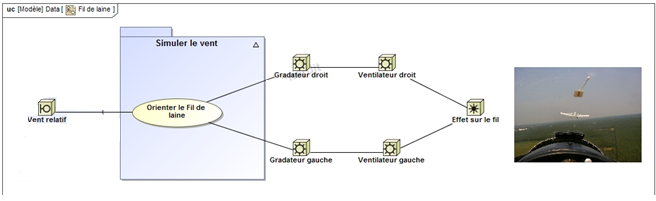 uc [Modèle] Data [ Fil de laine ]
Simuler le vent
Gradateur droit
Ventilateur droit
Orienter le Fil de
laine
Vent relatif
Effet sur le fil
Gradateur gauche
Ventilateur gauche